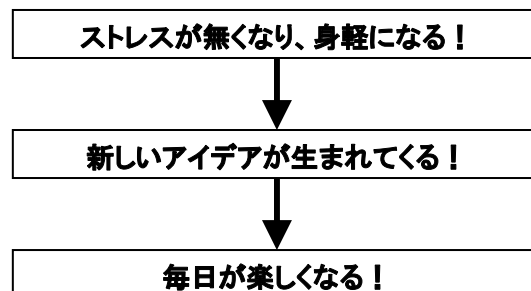 ストレスが無くなり、身軽になる！
新しいアイデアが生まれてくる！
毎日が楽しくなる！